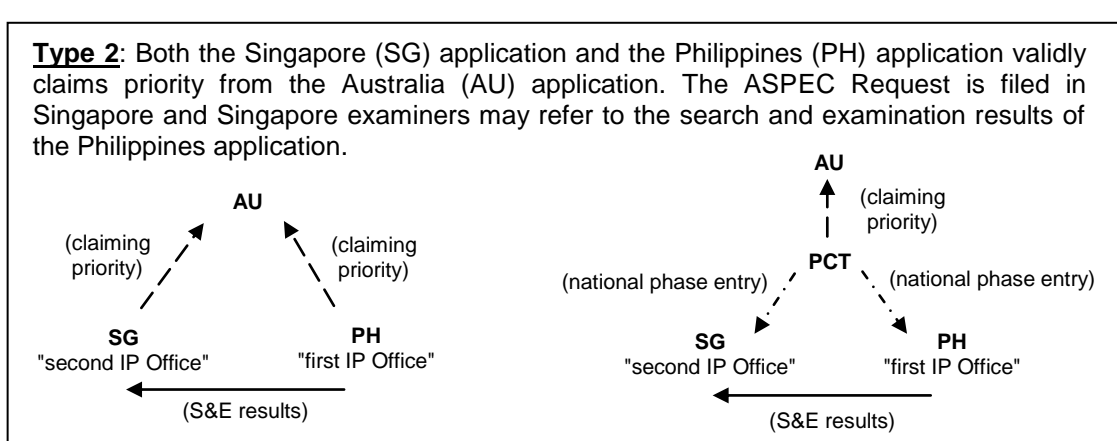 Type 2: Both the Singapore (SG) application and the Philippines (PH) application validly
claims priority from the Australia (AU) application. The ASPEC Request is filed in
Singapore and Singapore examiners may refer to the search and examination results of
the Philippines application.
AU
(claiming
priority)
(claiming
priority)
SG
"second IP Office"
PH
"first IP Office"
(S&E results)
AU
(claiming
priority)
PCT
(national phase entry)
(national phase entry)
SG
"second IP Office"
PH
"first IP Office"
(S&E results)